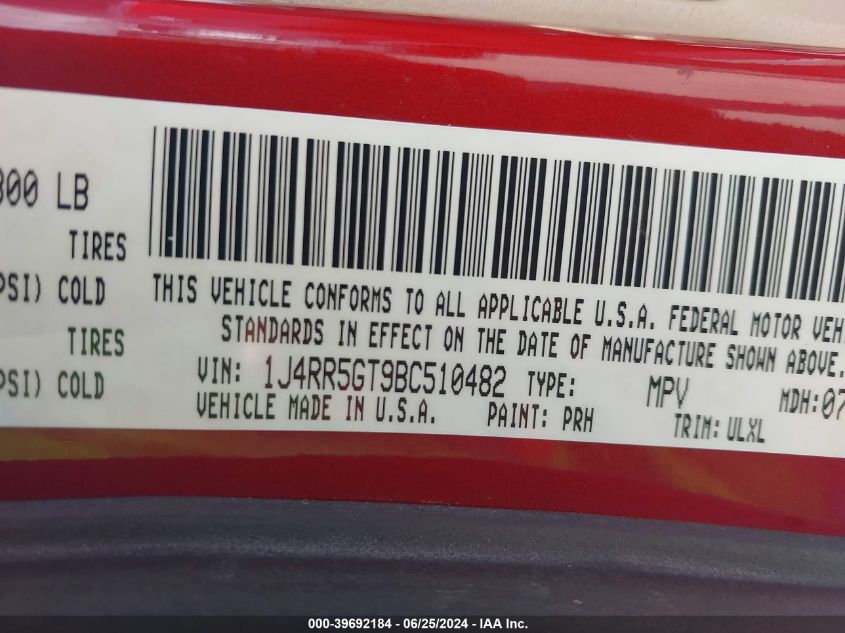 300 LB
TIRES
PSI) COLD
TIRES
PSI) COLD
THIS VEHICLE CONFORMS TO ALL APPLICABLE U.S.A. FEDERAL MOTOR VEH
STANDARDS IN EFFECT ON THE DATE OF MANUFACTURE SHOWN ABOVE.
VIN: 1J4RR5GT9BC510482 TYPE: MPV MDH:07
VEHICLE MADE IN U.S.A. PAINT: PRH TRIM: ULXL
000-39692184 - 06/25/2024 - IAA Inc.